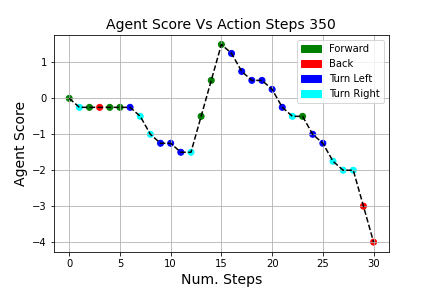 Agent Score Vs Action Steps 350
Forward
Back
Turn Left
Turn Right
Agent Score
1
0
−1
−2
−3
−4
0 5 10 15 20 25 30
Num. Steps